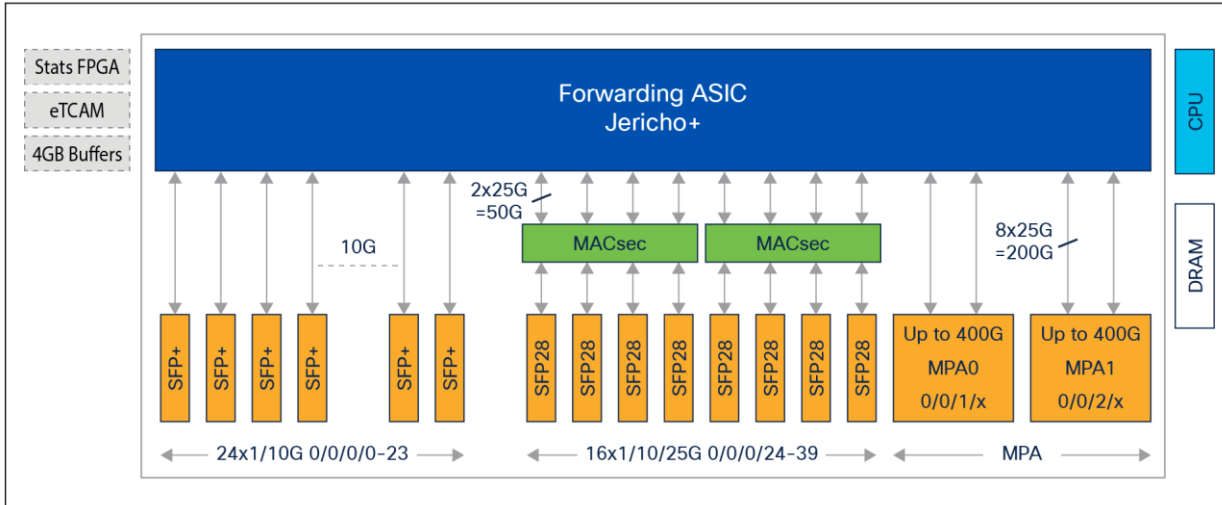 Stats FPGA
eTCAM
4GB Buffers
Forwarding ASIC
Jericho+
CPU
DRAM
10G
2x25G
=50G
MACsec
MACsec
8x25G
=200G
SFP+
SFP+
SFP+
SFP+
SFP+
SFP+
SFP28
SFP28
SFP28
SFP28
SFP28
SFP28
SFP28
SFP28
Up to 400G
MPA0
0/0/1/x
Up to 400G
MPA1
0/0/2/x
24x1/10G 0/0/0/0-23
16x1/10/25G 0/0/0/24-39
MPA